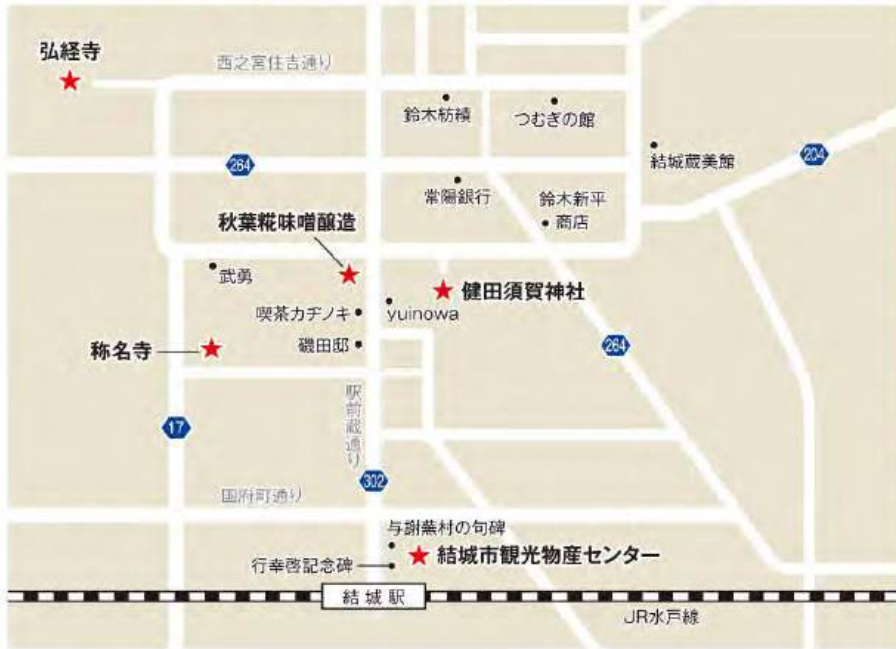 弘経寺
西之宮住吉通り
鈴木紡績
つむぎの館
結城蔵美館
204
264
常陽銀行
鈴木新平
商店
秋葉糀味噌醸造
武勇
健田須賀神社
喫茶カヂノキ
yuinowa
称名寺
磯田邸
264
駅前蔵通り
17
302
国府町通り
与謝蕪村の句碑
結城市観光物産センター
行幸啓記念碑
結城駅
JR水戸線